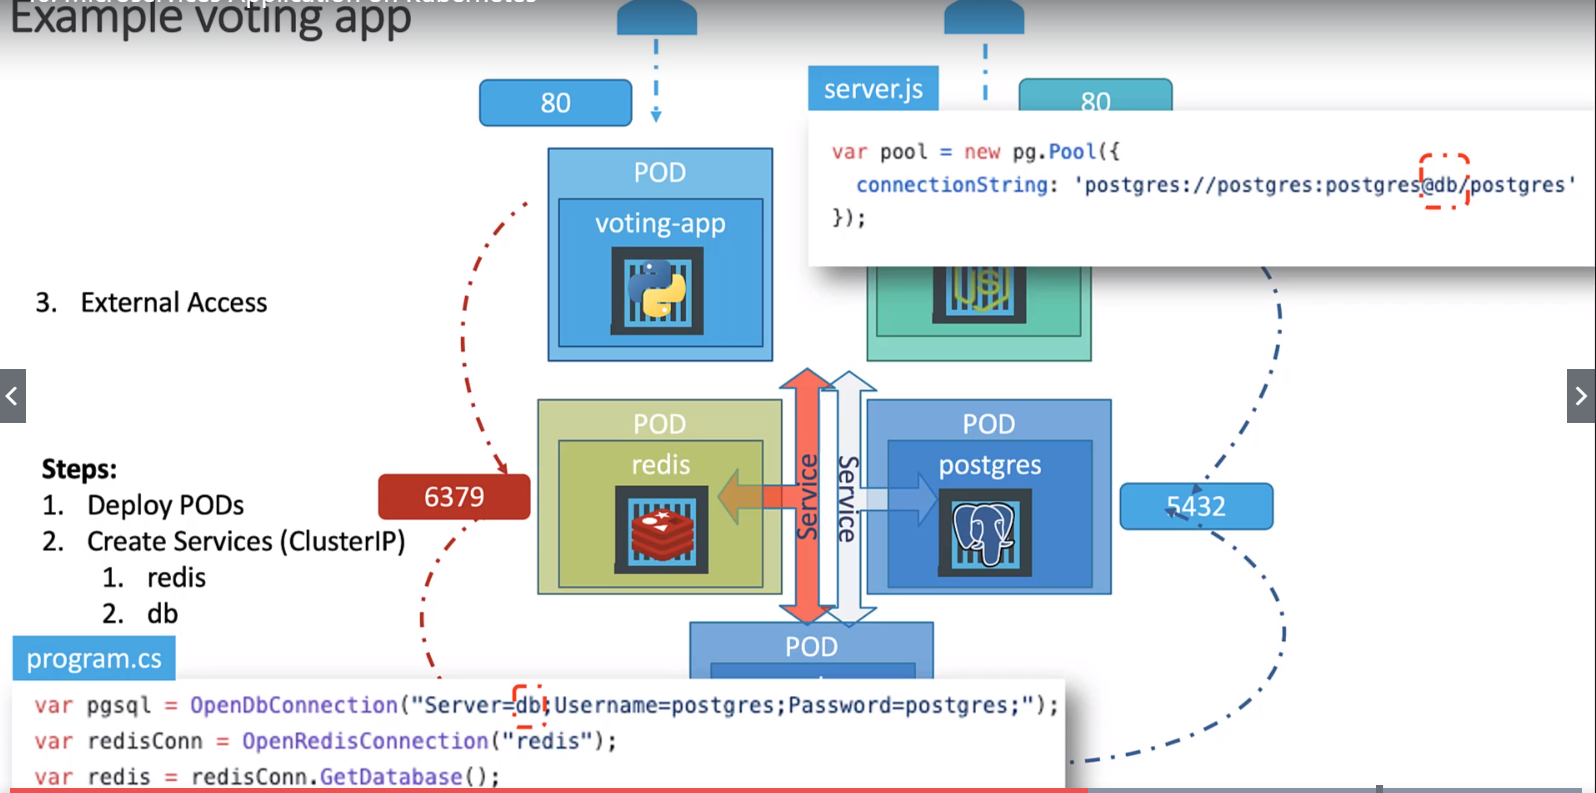 Example voting app
80
server.js
80
var pool = new pg.Pool({
connectionString: 'postgres://postgres:postgres@db/postgres'
});
POD
voting-app
JS
3. External Access
POD
redis
Service
Service
POD
postgres
6379
5432
Steps:
1. Deploy PODs
2. Create Services (ClusterIP)
1. redis
2. db
POD
program.cs
var pgsql = OpenDbConnection("Server=db;Username=postgres;Password=postgres;");
var redisConn = OpenRedisConnection("redis");
var redis = redisConn.GetDatabase();